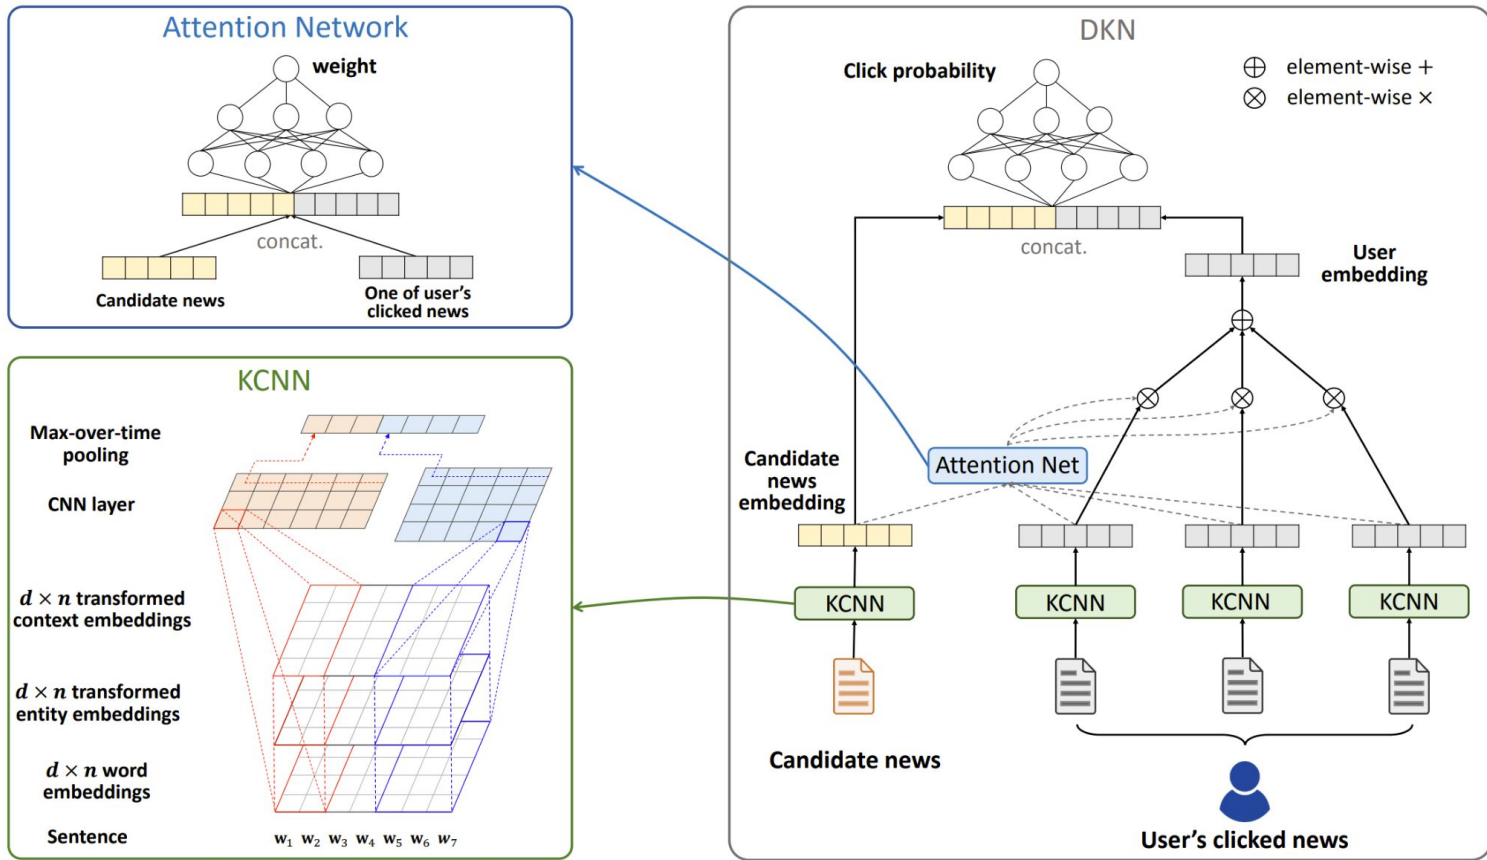 Attention Network
weight
concat.
Candidate news
One of user's
clicked news
KCNN
Max-over-time
pooling
CNN layer
d × n transformed
context embeddings
d × n transformed
entity embeddings
d × n word
embeddings
Sentence
w₁ w₂ w₃ w₄ w₅ w₆ w₇
DKN
Click probability
element-wise +
element-wise ×
concat.
User
embedding
Candidate
news
embedding
Attention Net
KCNN
KCNN
KCNN
KCNN
Candidate news
User's clicked news